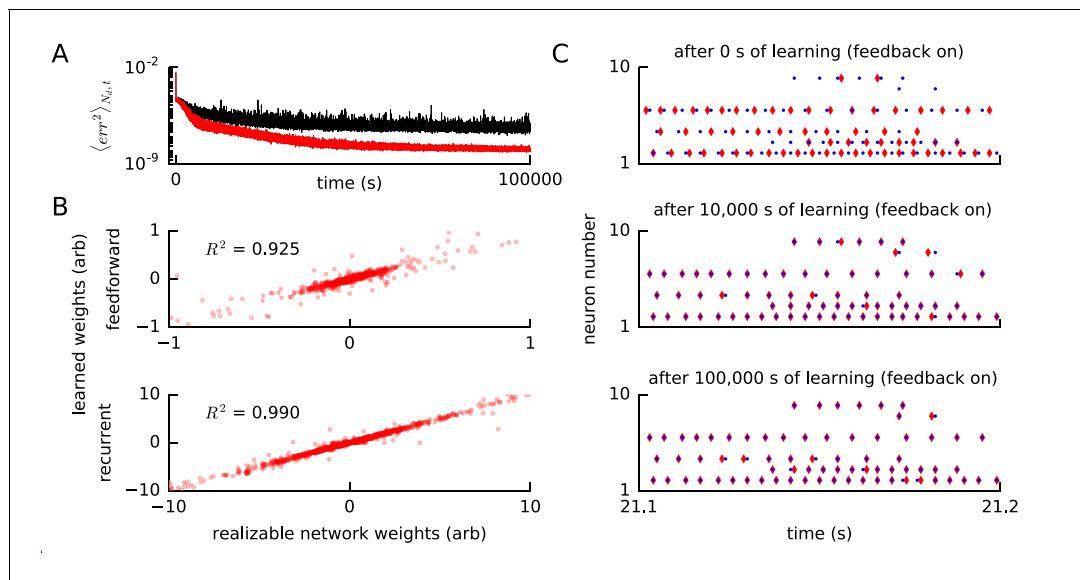 A
10⁻²
⟨err²⟩_{N_d, t}
10⁻⁹
0
100000
time (s)
B
learned weights (arb)
feedforward
1
0
−1
R² = 0.925
−1
0
1
recurrent
10
0
−10
R² = 0.990
−10
0
10
realizable network weights (arb)
C
after 0 s of learning (feedback on)
10
1
after 10,000 s of learning (feedback on)
neuron number
10
1
after 100,000 s of learning (feedback on)
10
1
21.1
21.2
time (s)